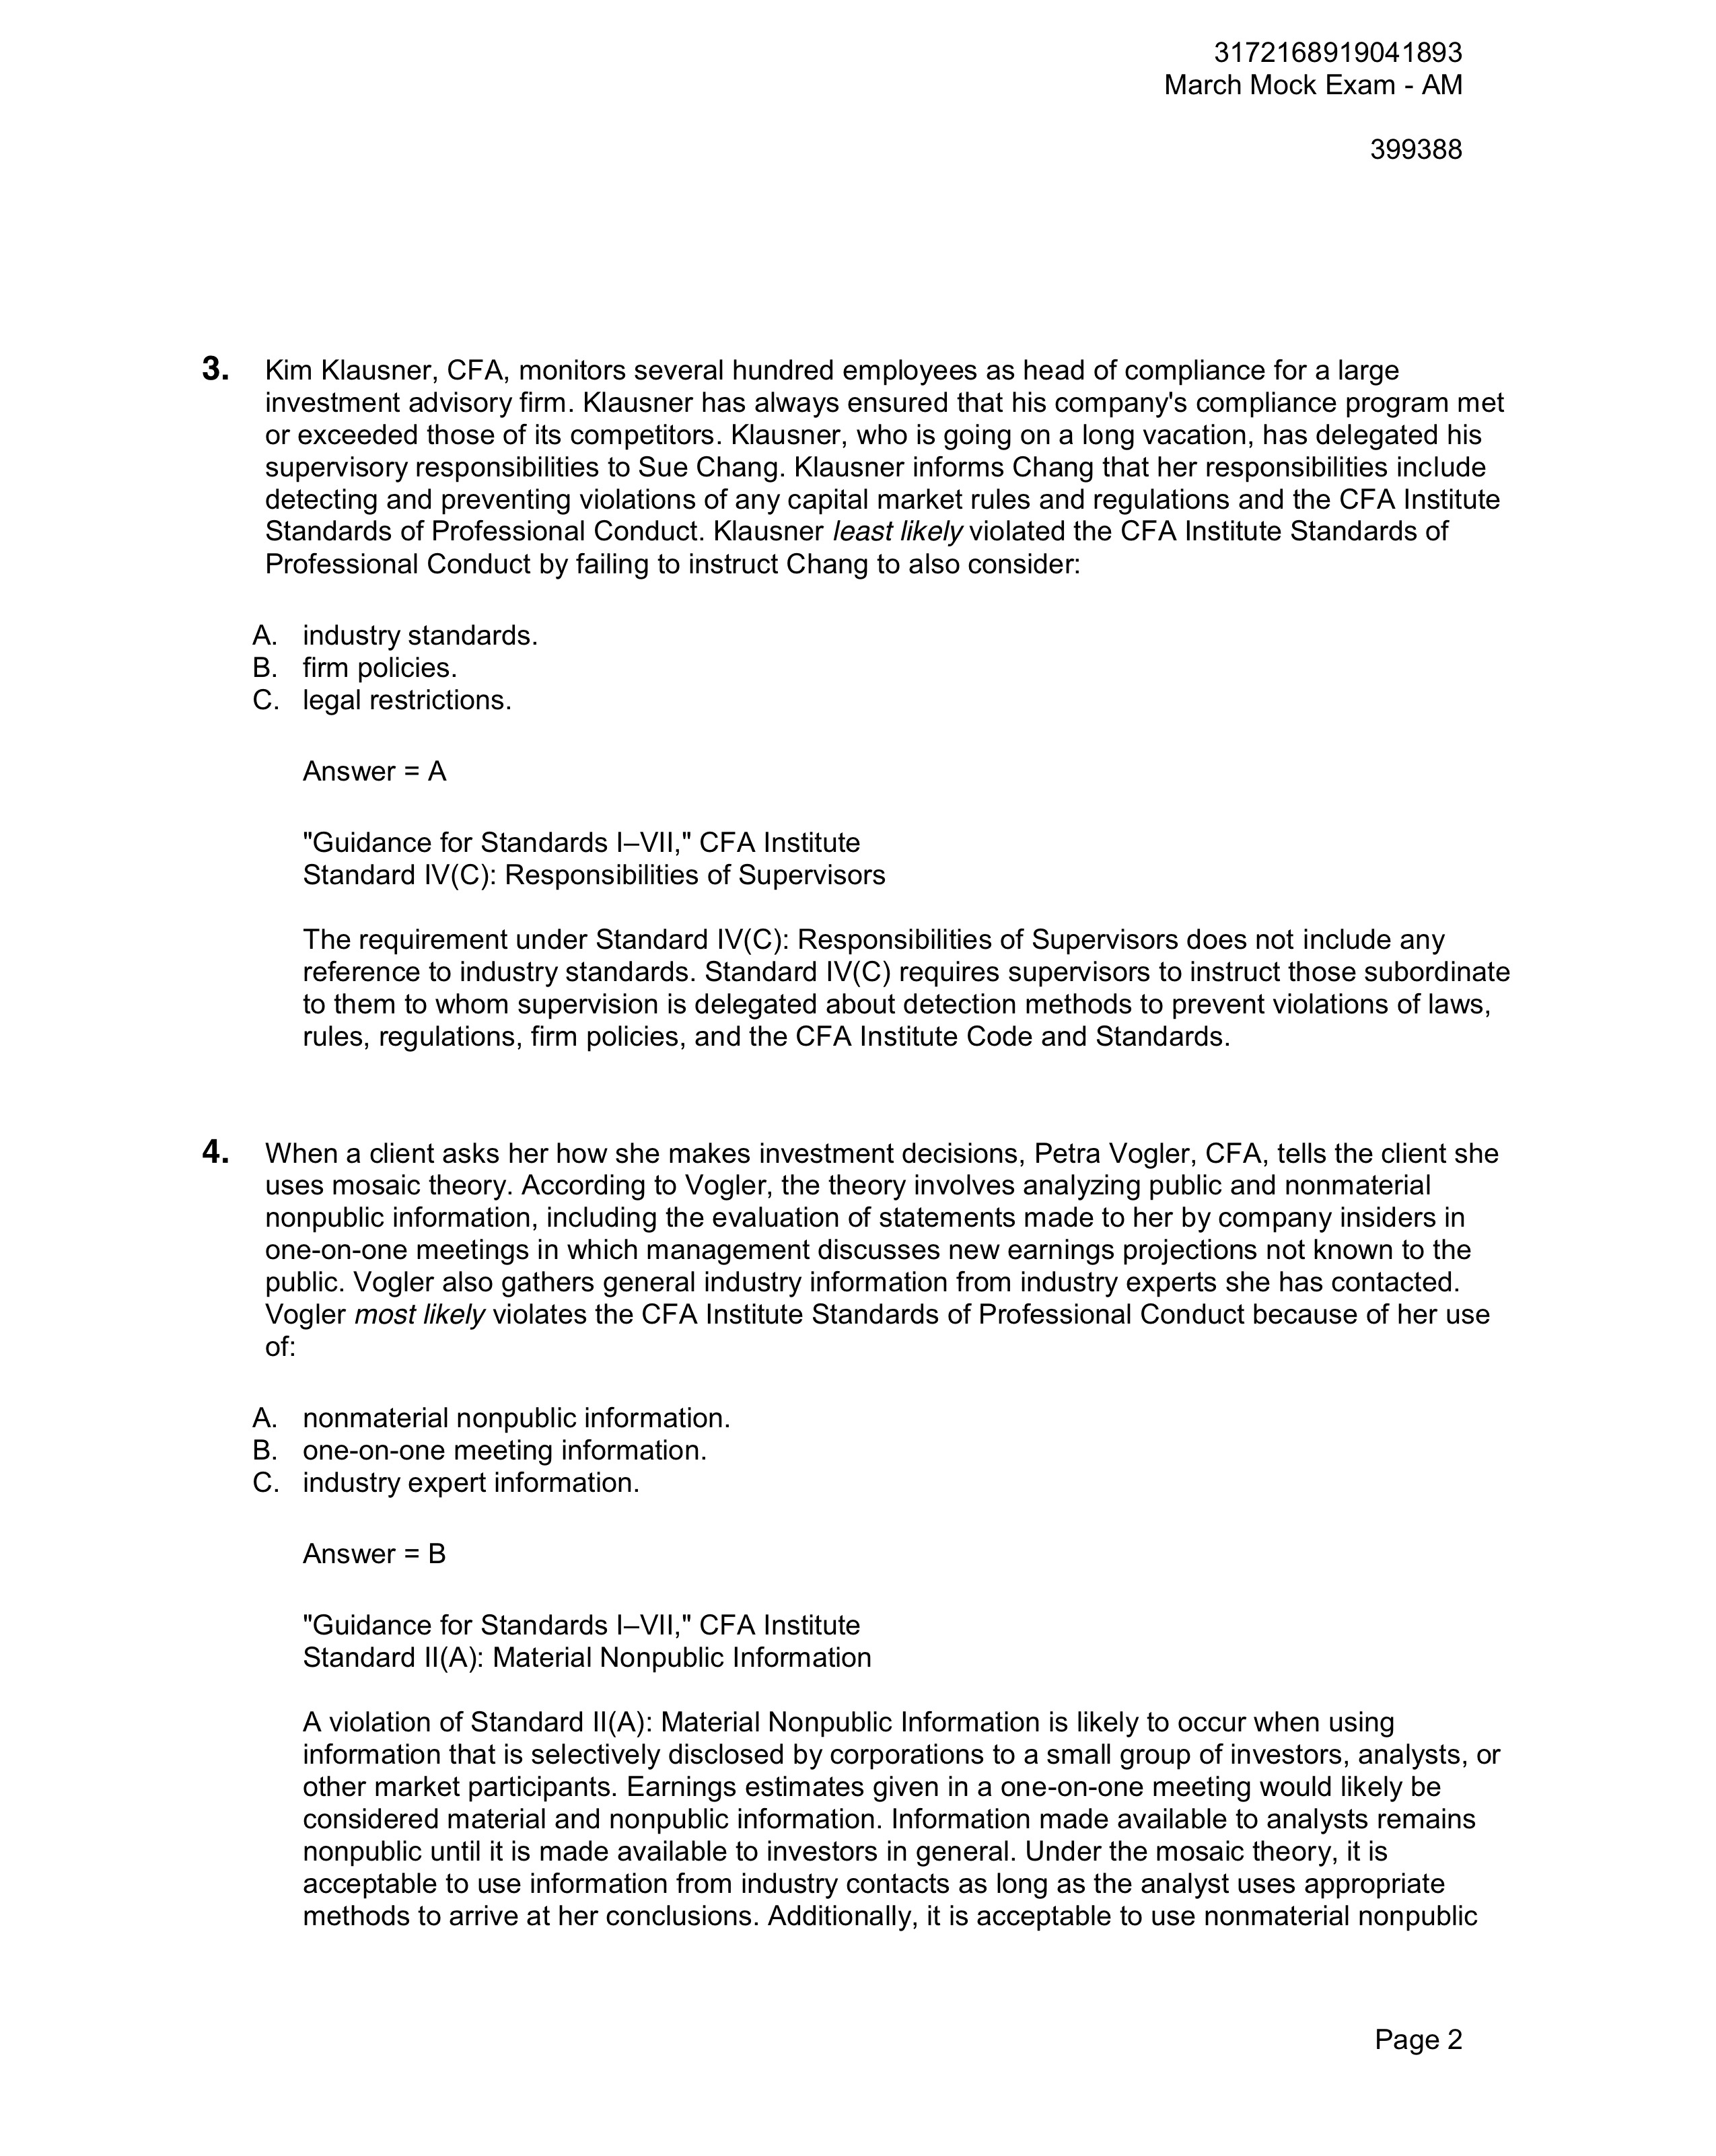 3172168919041893
March Mock Exam - AM
399388
3. Kim Klausner, CFA, monitors several hundred employees as head of compliance for a large
investment advisory firm. Klausner has always ensured that his company's compliance program met
or exceeded those of its competitors. Klausner, who is going on a long vacation, has delegated his
supervisory responsibilities to Sue Chang. Klausner informs Chang that her responsibilities include
detecting and preventing violations of any capital market rules and regulations and the CFA Institute
Standards of Professional Conduct. Klausner least likely violated the CFA Institute Standards of
Professional Conduct by failing to instruct Chang to also consider:
A. industry standards.
B. firm policies.
C. legal restrictions.
Answer = A
"Guidance for Standards I–VII," CFA Institute
Standard IV(C): Responsibilities of Supervisors
The requirement under Standard IV(C): Responsibilities of Supervisors does not include any
reference to industry standards. Standard IV(C) requires supervisors to instruct those subordinate
to them to whom supervision is delegated about detection methods to prevent violations of laws,
rules, regulations, firm policies, and the CFA Institute Code and Standards.
4. When a client asks her how she makes investment decisions, Petra Vogler, CFA, tells the client she
uses mosaic theory. According to Vogler, the theory involves analyzing public and nonmaterial
nonpublic information, including the evaluation of statements made to her by company insiders in
one-on-one meetings in which management discusses new earnings projections not known to the
public. Vogler also gathers general industry information from industry experts she has contacted.
Vogler most likely violates the CFA Institute Standards of Professional Conduct because of her use
of:
A. nonmaterial nonpublic information.
B. one-on-one meeting information.
C. industry expert information.
Answer = B
"Guidance for Standards I–VII," CFA Institute
Standard II(A): Material Nonpublic Information
A violation of Standard II(A): Material Nonpublic Information is likely to occur when using
information that is selectively disclosed by corporations to a small group of investors, analysts, or
other market participants. Earnings estimates given in a one-on-one meeting would likely be
considered material and nonpublic information. Information made available to analysts remains
nonpublic until it is made available to investors in general. Under the mosaic theory, it is
acceptable to use information from industry contacts as long as the analyst uses appropriate
methods to arrive at her conclusions. Additionally, it is acceptable to use nonmaterial nonpublic
Page 2